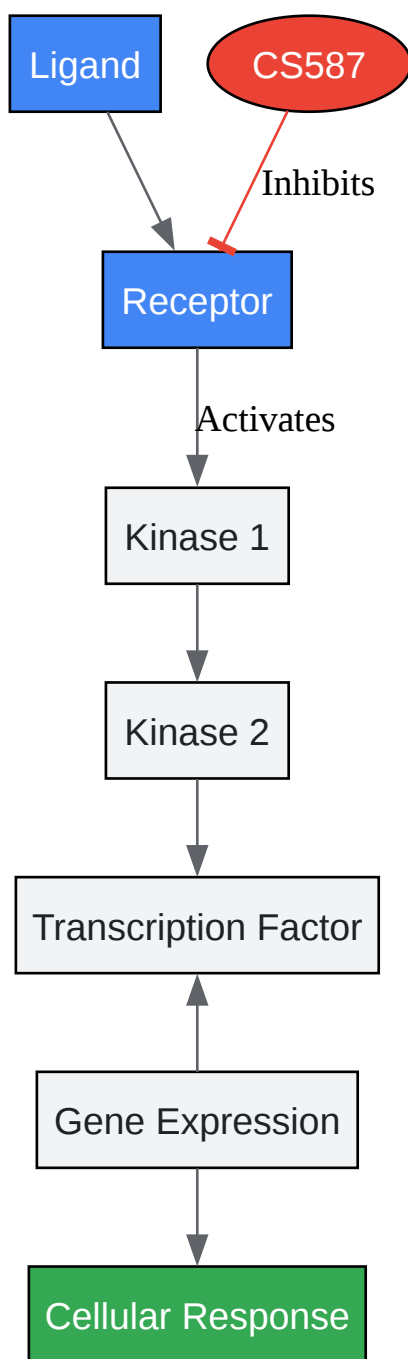 Ligand
CS587
Inhibits
Receptor
Activates
Kinase 1
Kinase 2
Transcription Factor
Gene Expression
Cellular Response